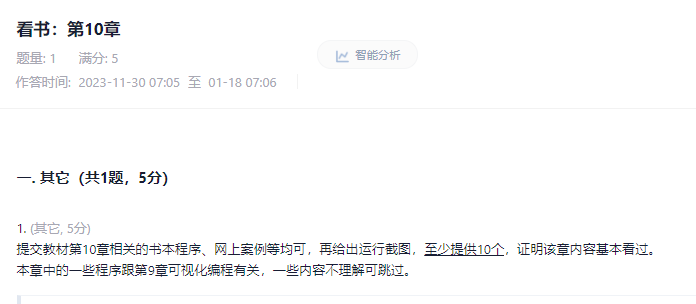 看书：第10章
题量: 1 满分: 5
智能分析
作答时间: 2023-11-30 07:05 至 01-18 07:06
一. 其它（共1题，5分）
1. (其它, 5分)
提交教材第10章相关的书本程序、网上案例等均可，再给出运行截图，至少提供10个，证明该章内容基本看过。
本章中的一些程序跟第9章可视化编程有关，一些内容不理解可跳过。